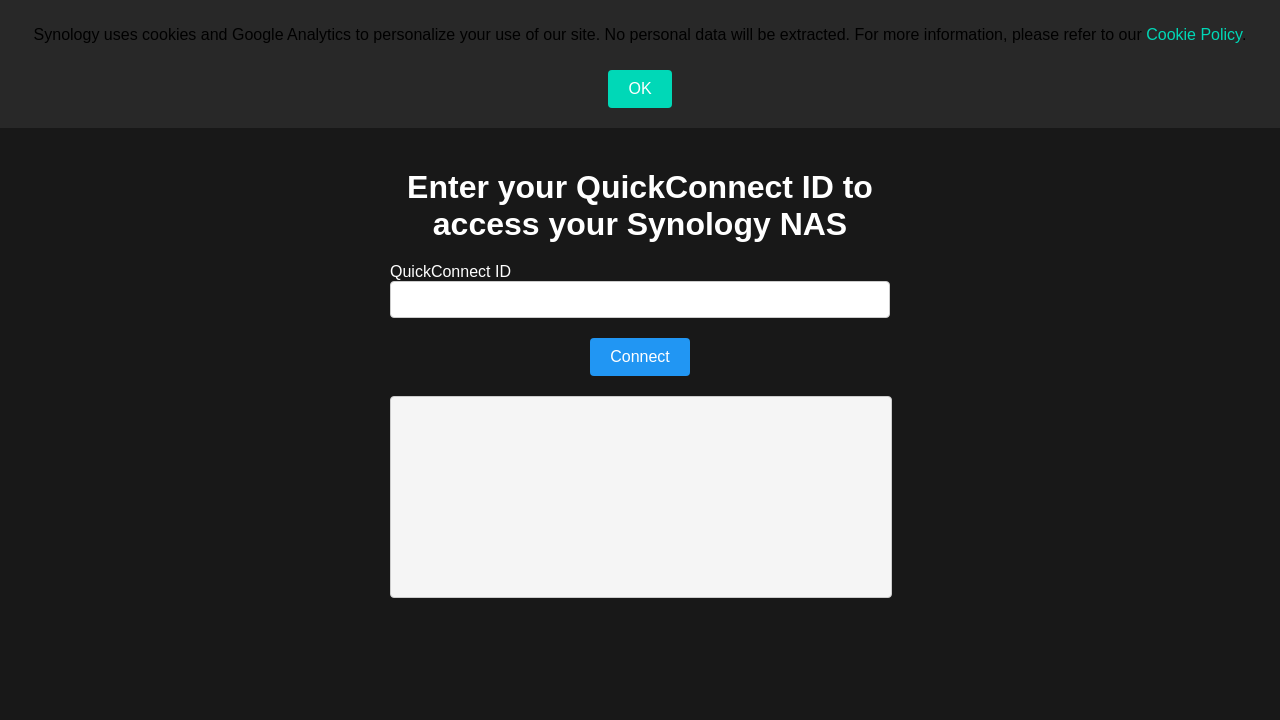 Synology uses cookies and Google Analytics to personalize your use of our site. No personal data will be extracted. For more information, please refer to our Cookie Policy.
OK
Enter your QuickConnect ID to
access your Synology NAS
QuickConnect ID
Connect